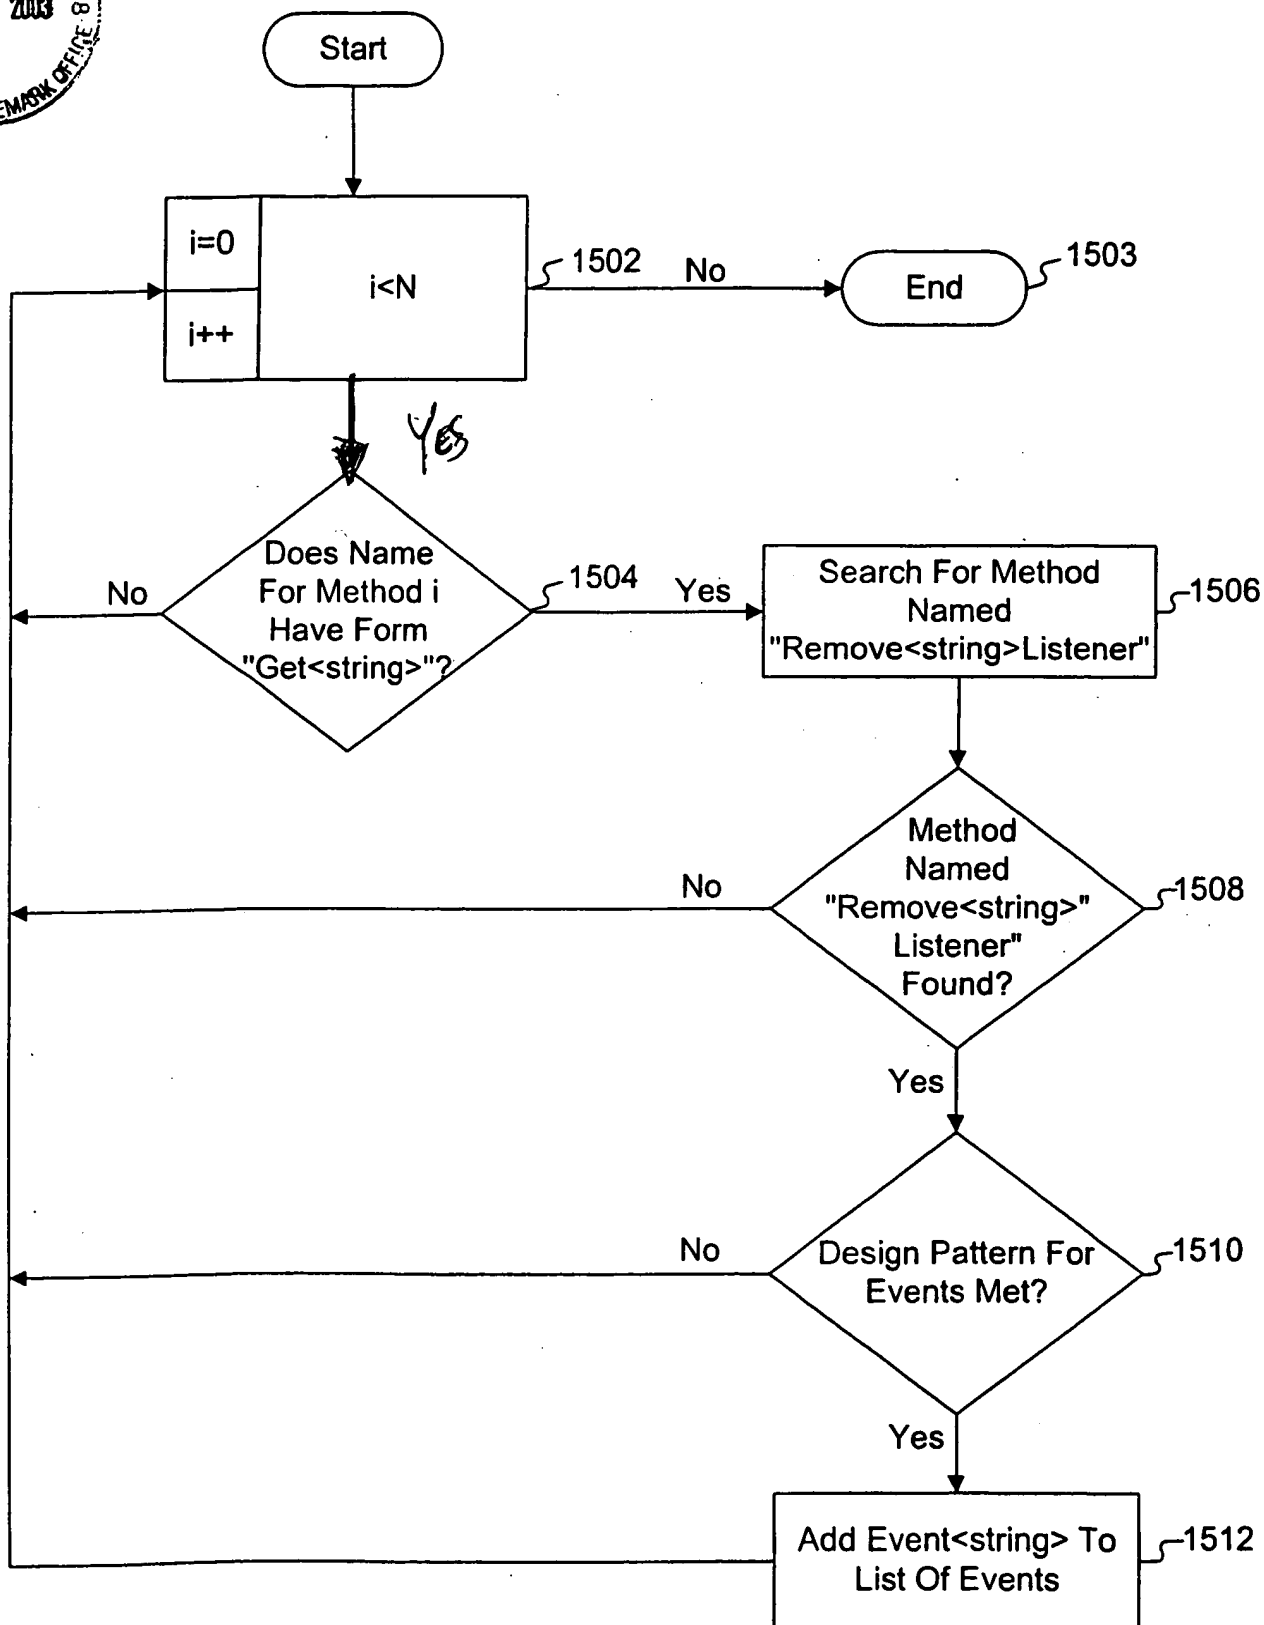 2003
EMARK OFFICE
Start
i=0
i<N
i++
1502
No
End
1503
YES
Does Name
For Method i
Have Form
"Get<string>"?
No
1504
Yes
Search For Method
Named
"Remove<string>Listener"
1506
Method
Named
"Remove<string>"
Listener"
Found?
No
1508
Yes
Design Pattern For
Events Met?
No
1510
Yes
Add Event<string> To
List Of Events
1512